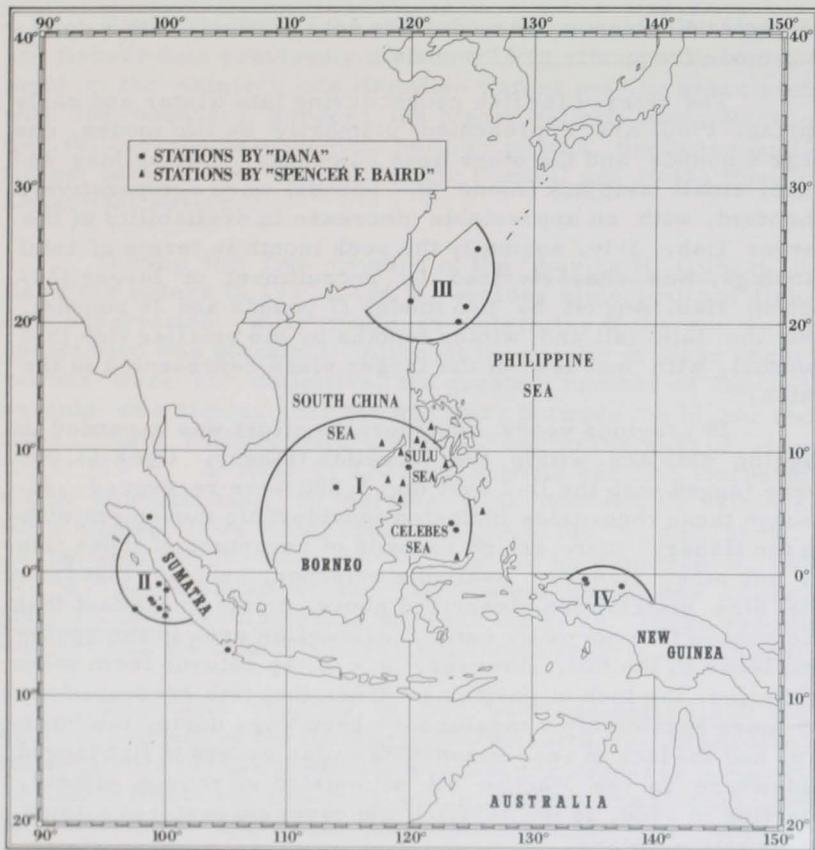 90° 100° 110° 120° 130° 140° 150°
40° 40°
• STATIONS BY "DANA"
▲ STATIONS BY "SPENCER F. BAIRD"
30° 30°
III
20° 20°
PHILIPPINE
SEA
SOUTH CHINA
SEA
10° 10°
SULU
SEA
I
CELEBES
SEA
BORNEO
SUMATRA
II
0° 0°
IV
NEW
GUINEA
10° 10°
AUSTRALIA
20° 20°
90° 100° 110° 120° 130° 140° 150°